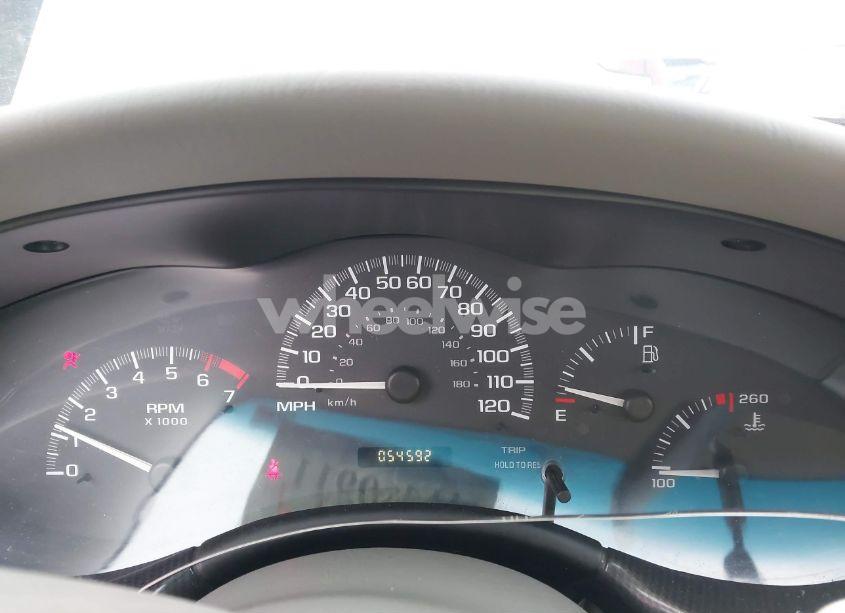 wheelwise
0 1 2 3 4 5 6 7
RPM
X 1000
0 10 20 30 40 50 60 70 80 90 100 110 120
0 20 40 60 80 100 120 140 160 180
MPH km/h
054592
TRIP
HOLD TO RES
E F
100 260